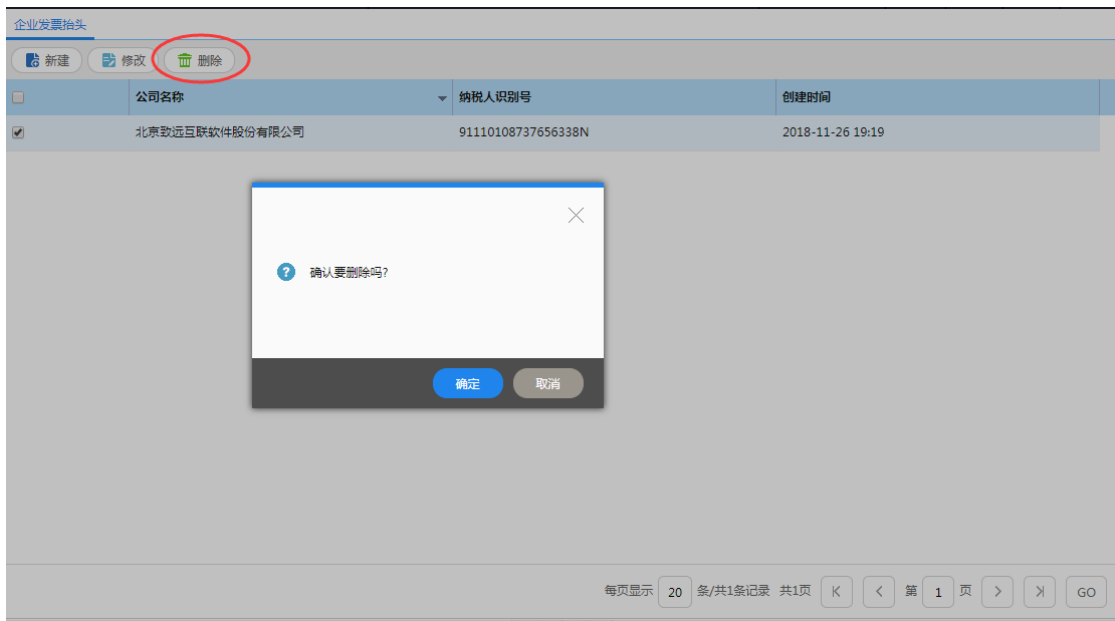 企业发票抬头
新建 修改 删除
公司名称 纳税人识别号 创建时间
北京致远互联软件股份有限公司 91110108737656338N 2018-11-26 19:19
确认要删除吗?
确定 取消
每页显示 20 条/共1条记录 共1页 第 1 页 GO